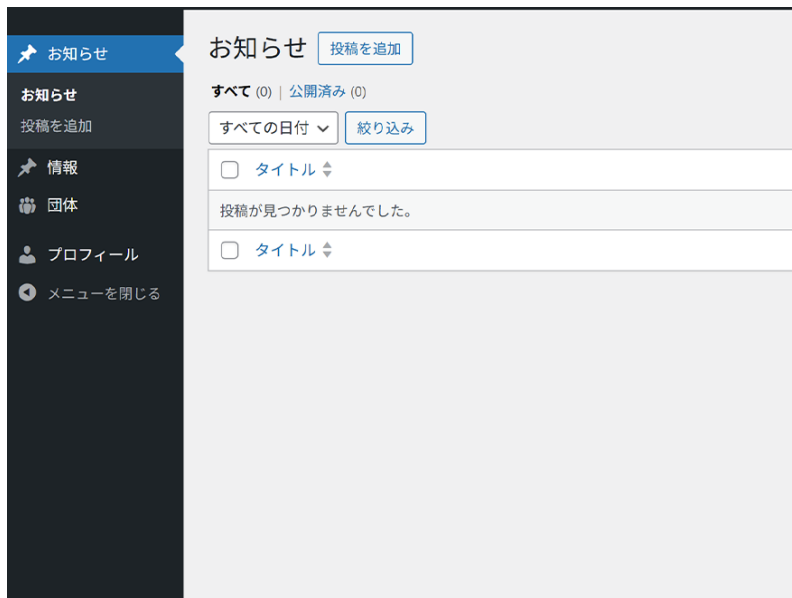 お知らせ
お知らせ
投稿を追加
情報
団体
プロフィール
メニューを閉じる
お知らせ 投稿を追加
すべて (0) | 公開済み (0)
すべての日付 絞り込み
タイトル
投稿が見つかりませんでした。
タイトル